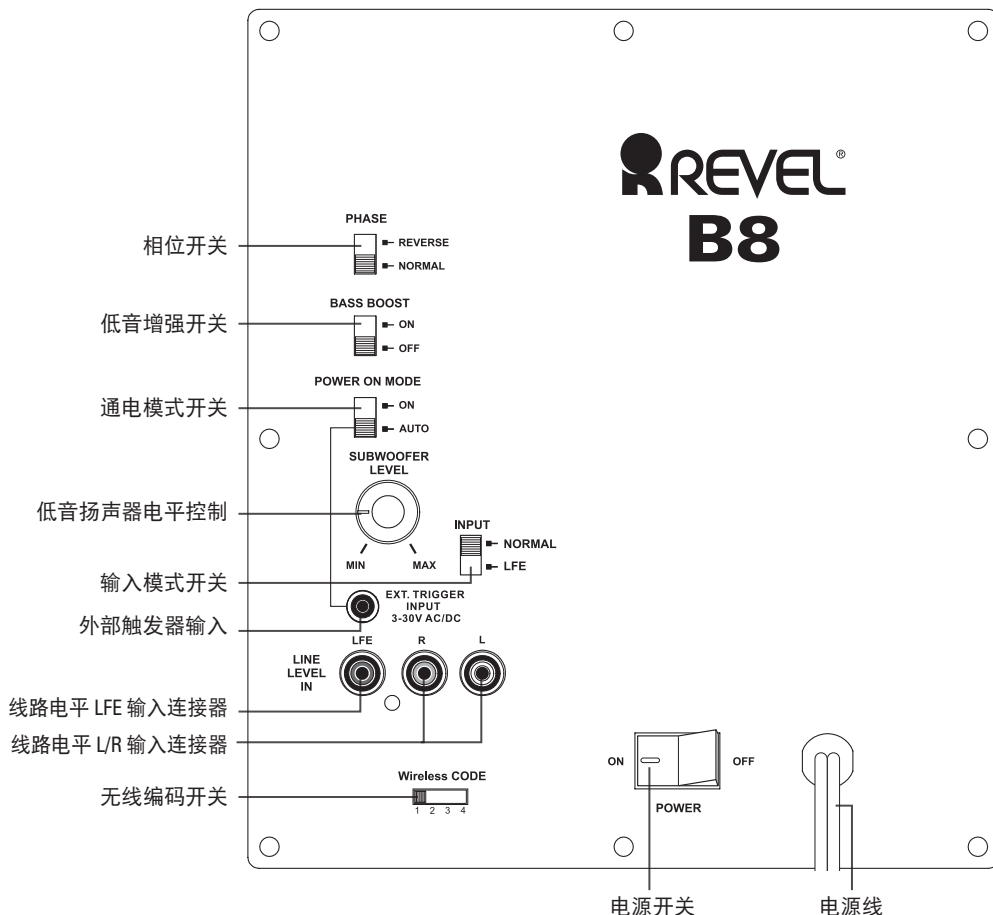 REVEL®
B8
PHASE
相位开关
REVERSE
NORMAL
BASS BOOST
低音增强开关
ON
OFF
POWER ON MODE
通电模式开关
ON
AUTO
SUBWOOFER
LEVEL
低音扬声器电平控制
MIN
MAX
INPUT
NORMAL
LFE
输入模式开关
外部触发器输入
EXT. TRIGGER
INPUT
3-30V AC/DC
LINE
LEVEL
IN
LFE
R
L
线路电平 LFE 输入连接器
线路电平 L/R 输入连接器
Wireless CODE
无线编码开关
1 2 3 4
ON
OFF
POWER
电源开关
电源线